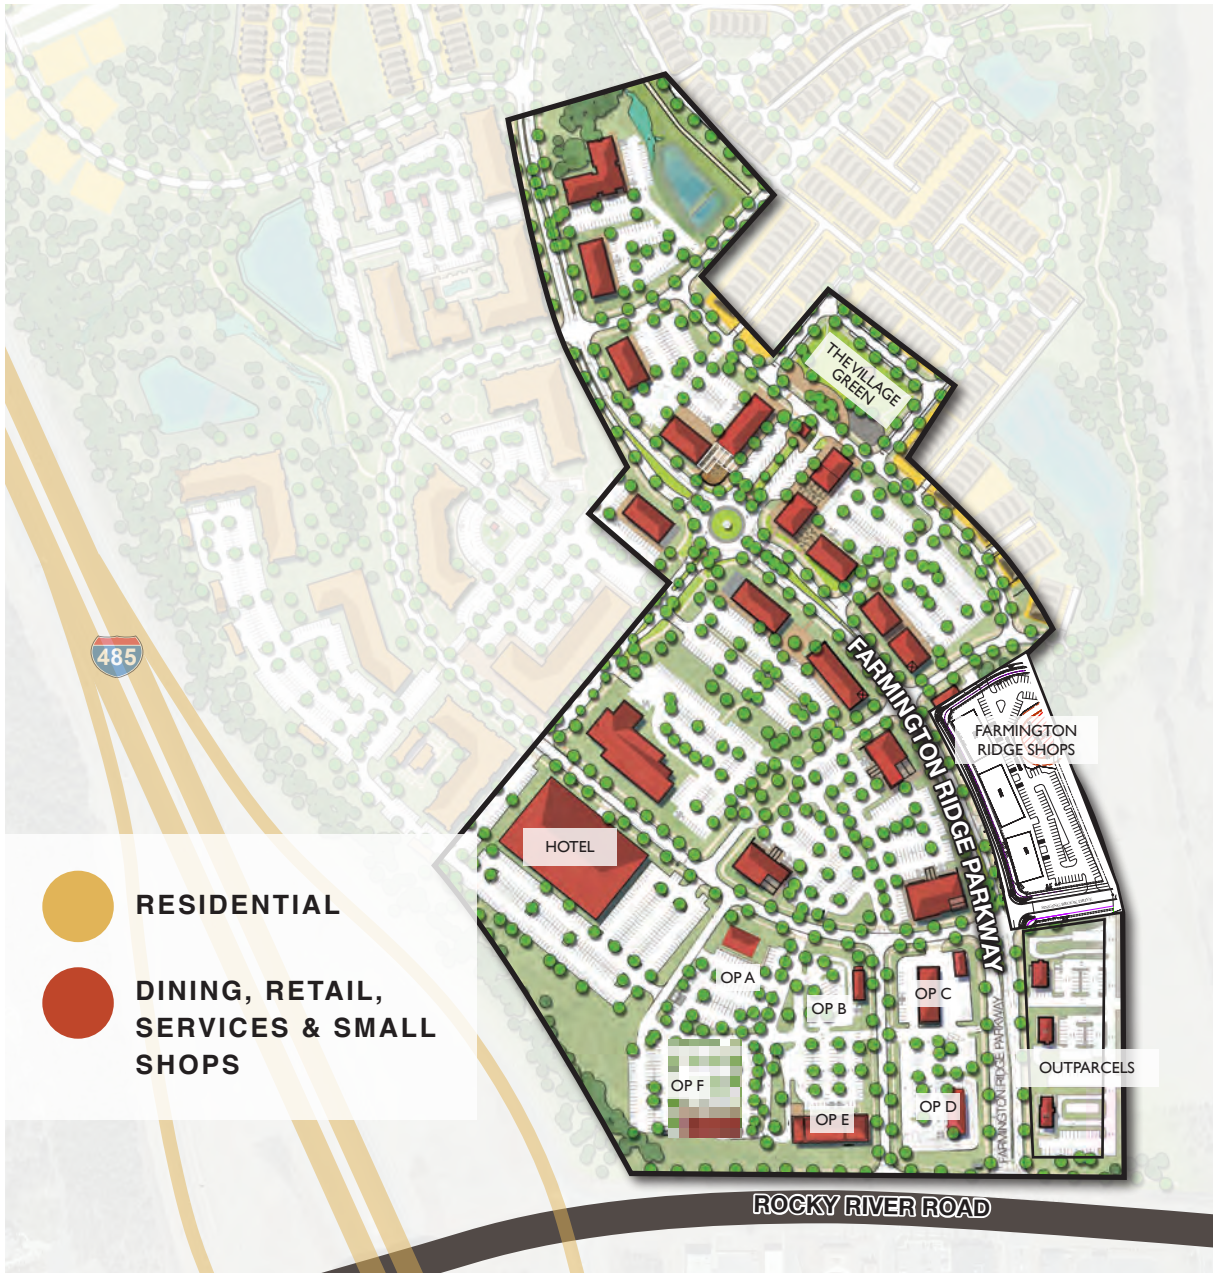 THE VILLAGE
GREEN
485
FARMINGTON RIDGE PARKWAY
FARMINGTON
RIDGE SHOPS
HOTEL
RESIDENTIAL
DINING, RETAIL,
SERVICES & SMALL
SHOPS
OP A
OP B
OP C
FARMINGTON RIDGE PARKWAY
OUTPARCELS
OP F
OP E
OP D
ROCKY RIVER ROAD